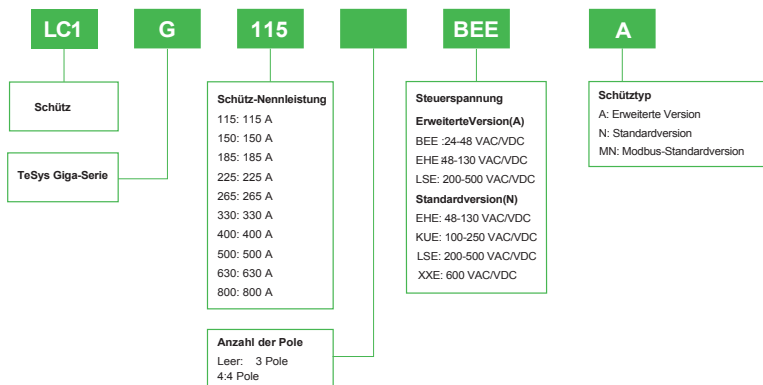 LC1 G 115 BEE A
Schütz
TeSys Giga-Serie
Schütz-Nennleistung
115: 115 A
150: 150 A
185: 185 A
225: 225 A
265: 265 A
330: 330 A
400: 400 A
500: 500 A
630: 630 A
800: 800 A
Anzahl der Pole
Leer: 3 Pole
4:4 Pole
Steuerspannung
ErweiterteVersion(A)
BEE :24-48 VAC/VDC
EHE:48-130 VAC/VDC
LSE: 200-500 VAC/VDC
Standardversion(N)
EHE: 48-130 VAC/VDC
KUE: 100-250 VAC/VDC
LSE: 200-500 VAC/VDC
XXE: 600 VAC/VDC
Schütztyp
A: Erweiterte Version
N: Standardversion
MN: Modbus-Standardversion